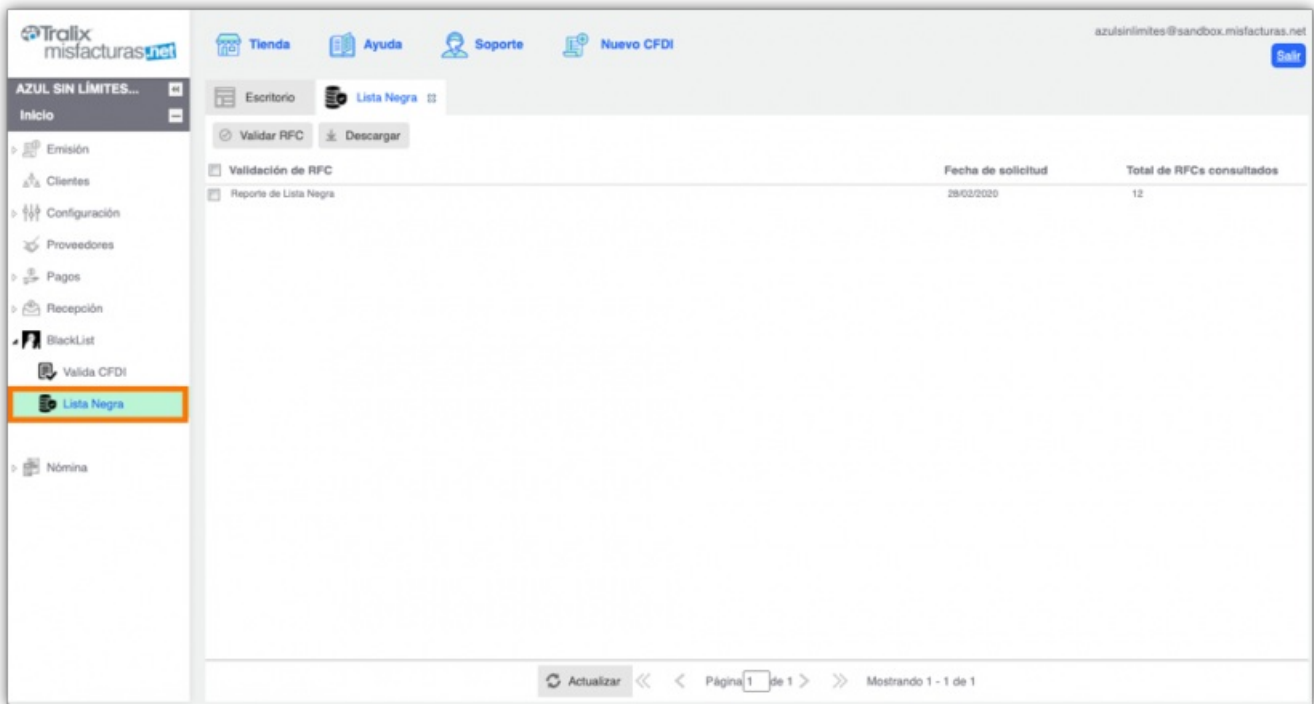 Tralix
misfacturas.net
Tienda
Ayuda
Soporte
Nuevo CFDI
azulsinlimites@sandbox.misfacturas.net
Salir
AZUL SIN LÍMITES...
Inicio
Emisión
Clientes
Configuración
Proveedores
Pagos
Recepción
BlackList
Valida CFDI
Lista Negra
Nómina
Escritorio
Lista Negra
Validar RFC
Descargar
Validación de RFC Fecha de solicitud Total de RFCs consultados
Reporte de Lista Negra 28/02/2020 12
Actualizar Página 1 de 1 Mostrando 1 - 1 de 1